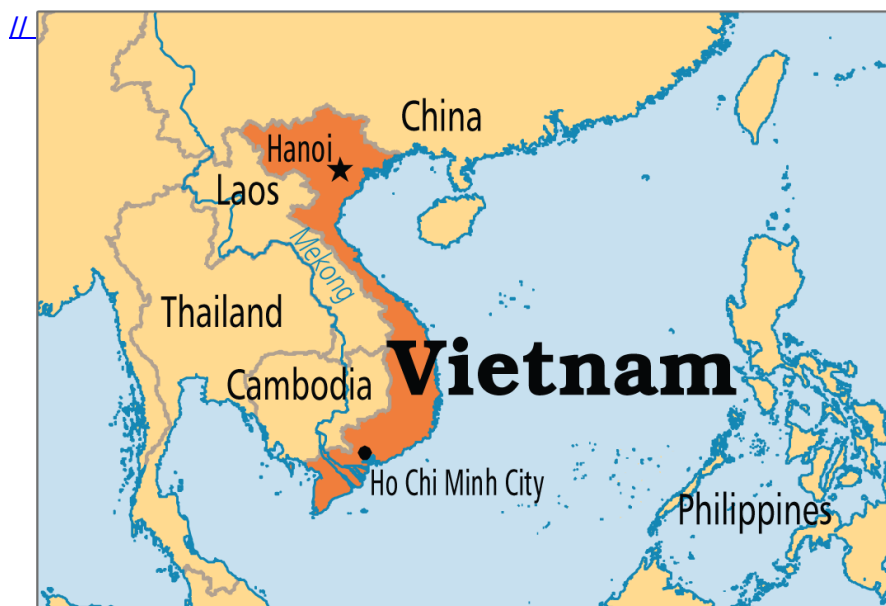 //
China
Hanoi
Laos
Mekong
Thailand
Vietnam
Cambodia
Ho Chi Minh City
Philippines